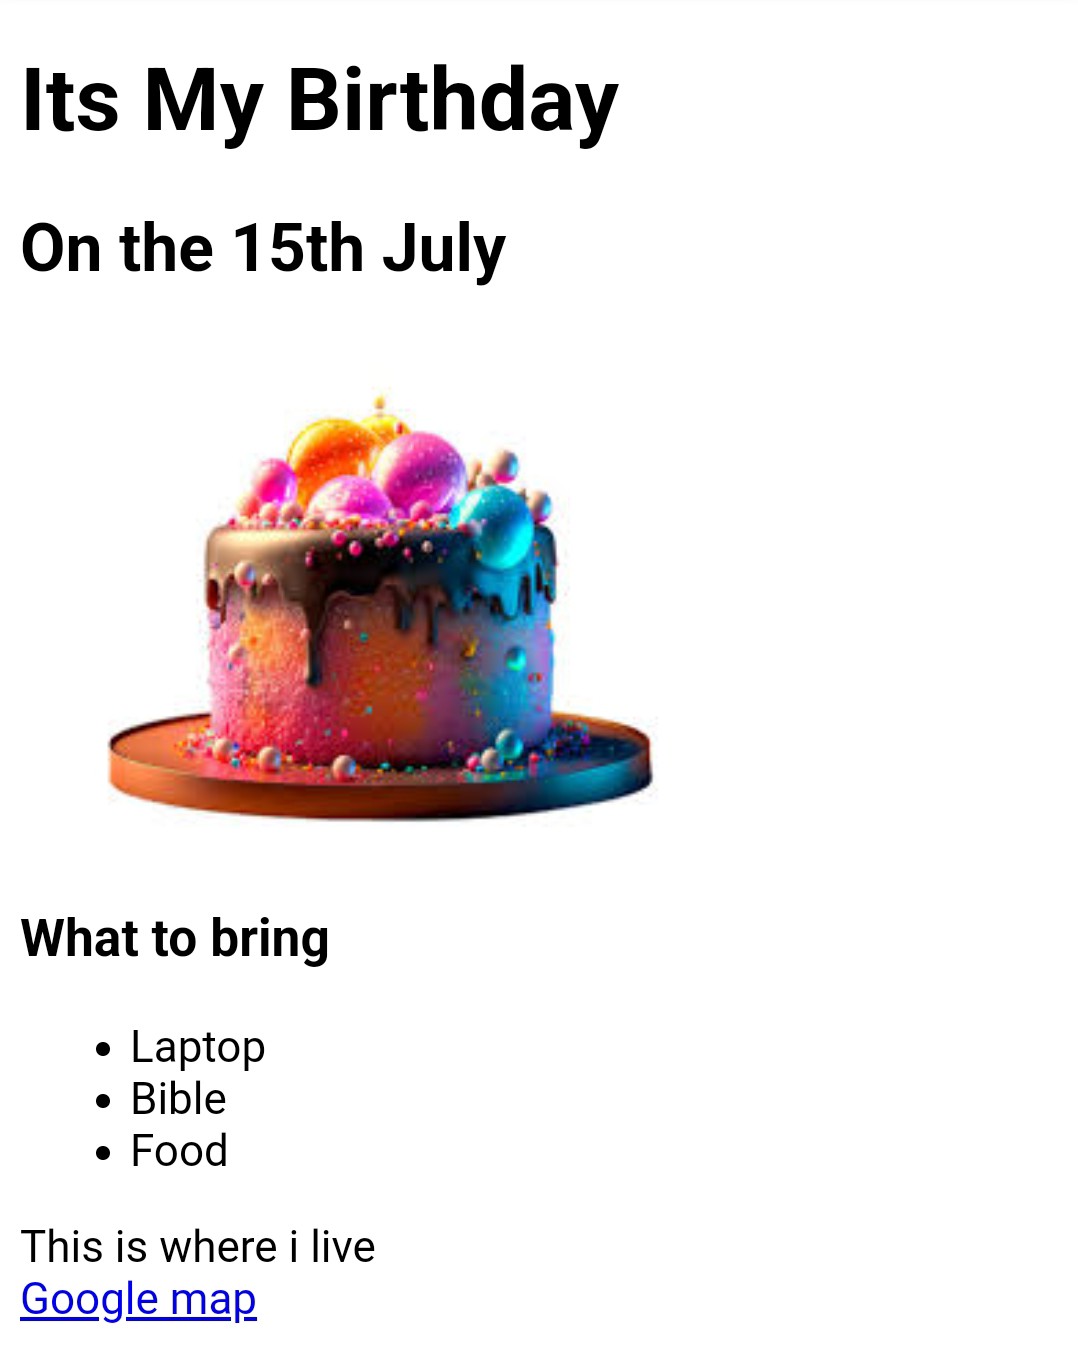 Its My Birthday
On the 15th July
What to bring
Laptop
Bible
Food
This is where i live
Google map